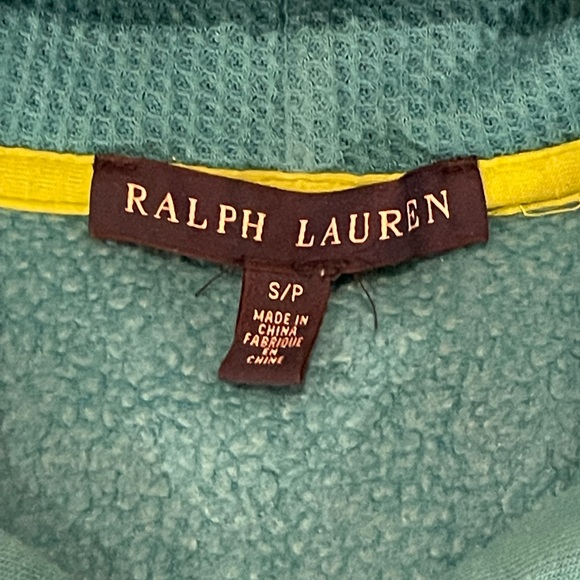 RALPH LAUREN
S/P
MADE IN
CHINA
FABRIQUE
EN
CHINE